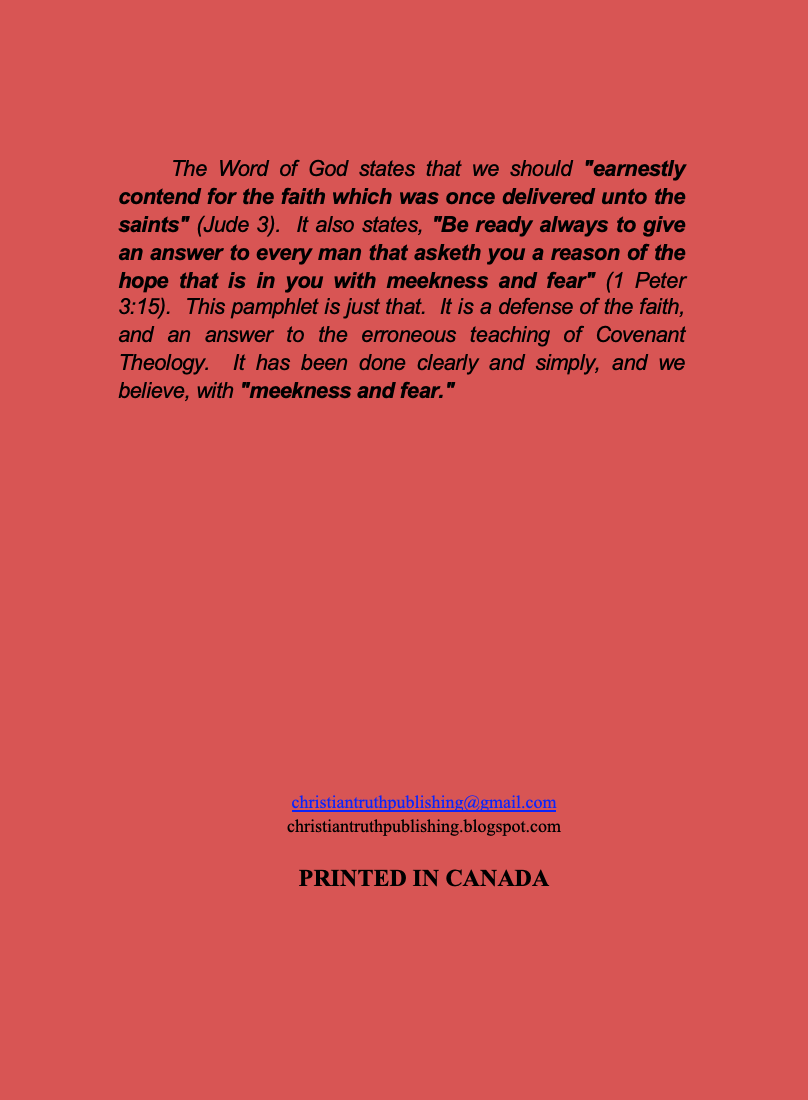 The Word of God states that we should "earnestly
contend for the faith which was once delivered unto the
saints" (Jude 3). It also states, "Be ready always to give
an answer to every man that asketh you a reason of the
hope that is in you with meekness and fear" (1 Peter
3:15). This pamphlet is just that. It is a defense of the faith,
and an answer to the erroneous teaching of Covenant
Theology. It has been done clearly and simply, and we
believe, with "meekness and fear."
christiantruthpublishing@gmail.com
christiantruthpublishing.blogspot.com
PRINTED IN CANADA